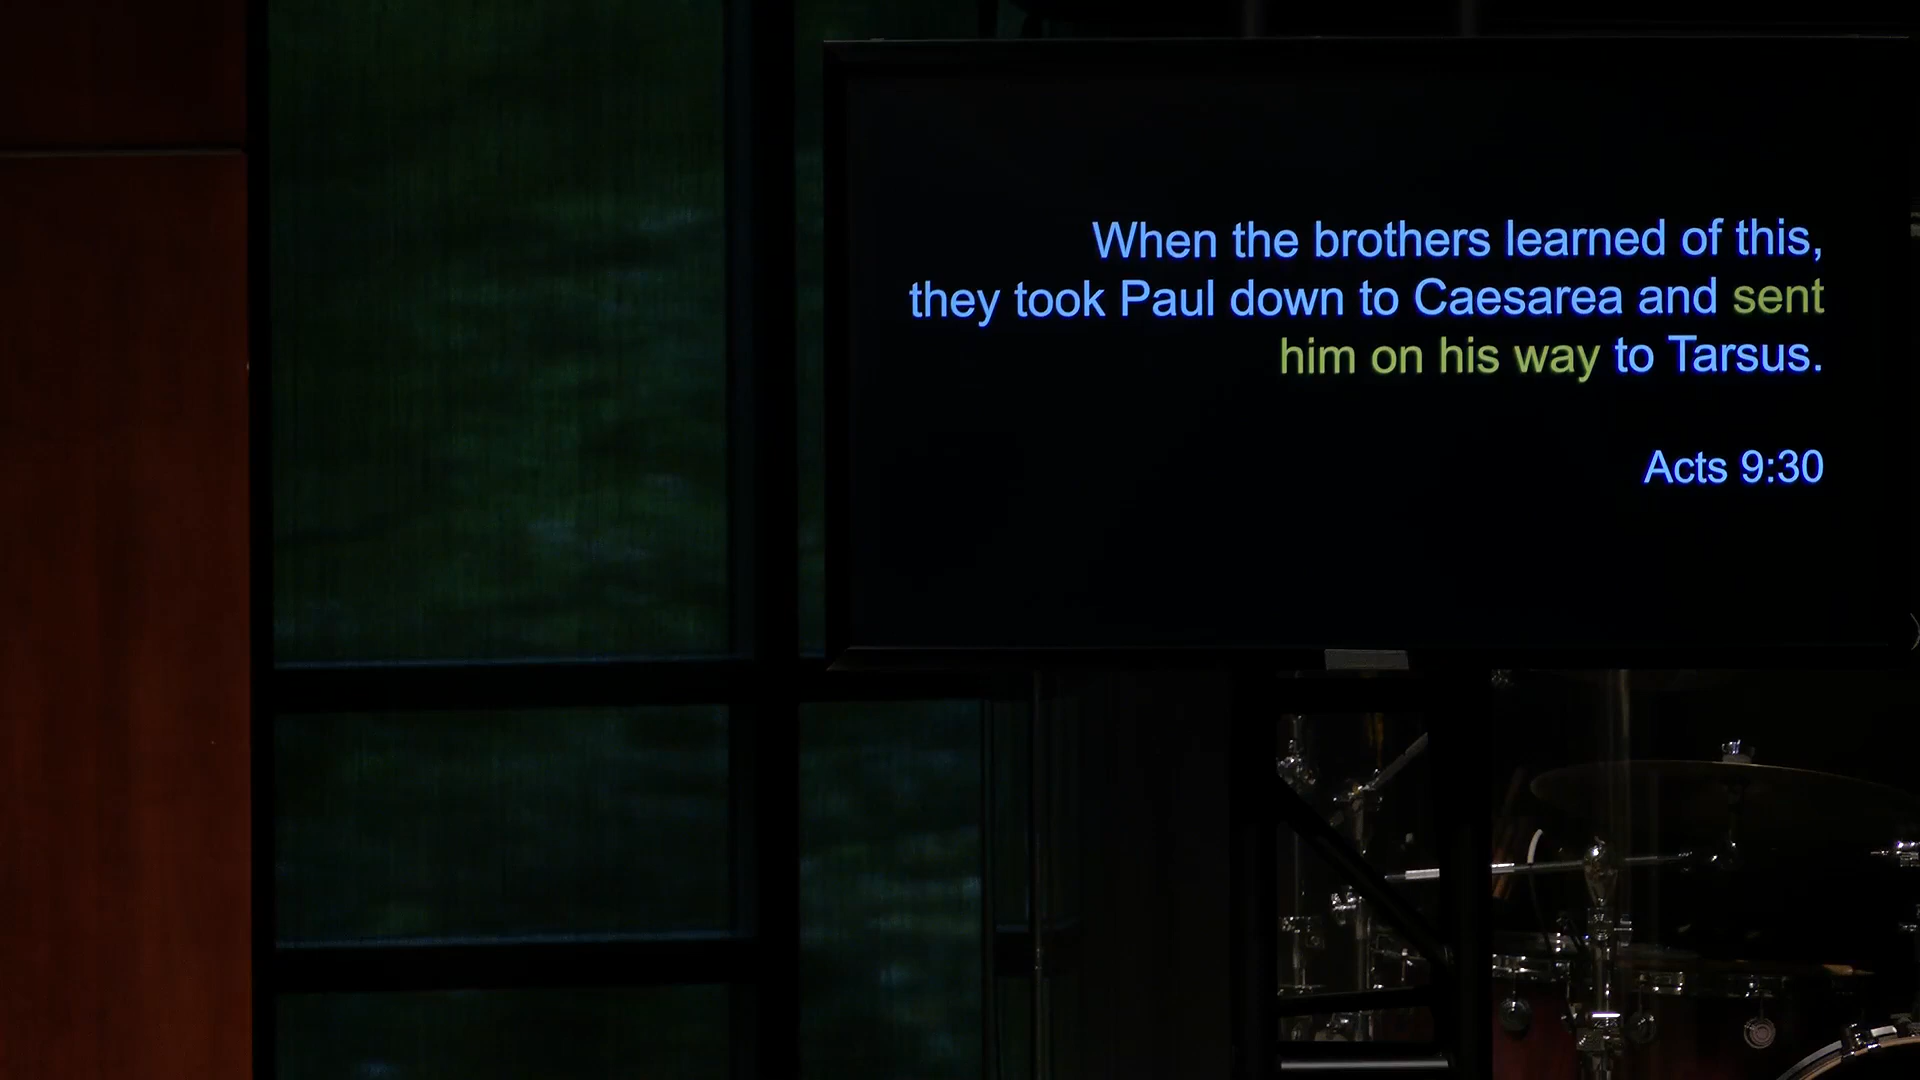 When the brothers learned of this,
they took Paul down to Caesarea and sent
him on his way to Tarsus.
Acts 9:30